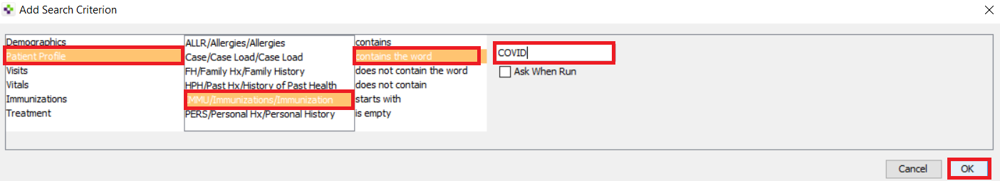 Add Search Criterion
Demographics
Patient Profile
Visits
Vitals
Immunizations
Treatment
ALLR/Allergies/Allergies
Case/Case Load/Case Load
FH/Family Hx/Family History
HPH/Past Hx/History of Past Health
IMMU/Immunizations/Immunization
PERS/Personal Hx/Personal History
contains
contains the word
does not contain the word
does not contain
starts with
is empty
COVID
Ask When Run
Cancel
OK